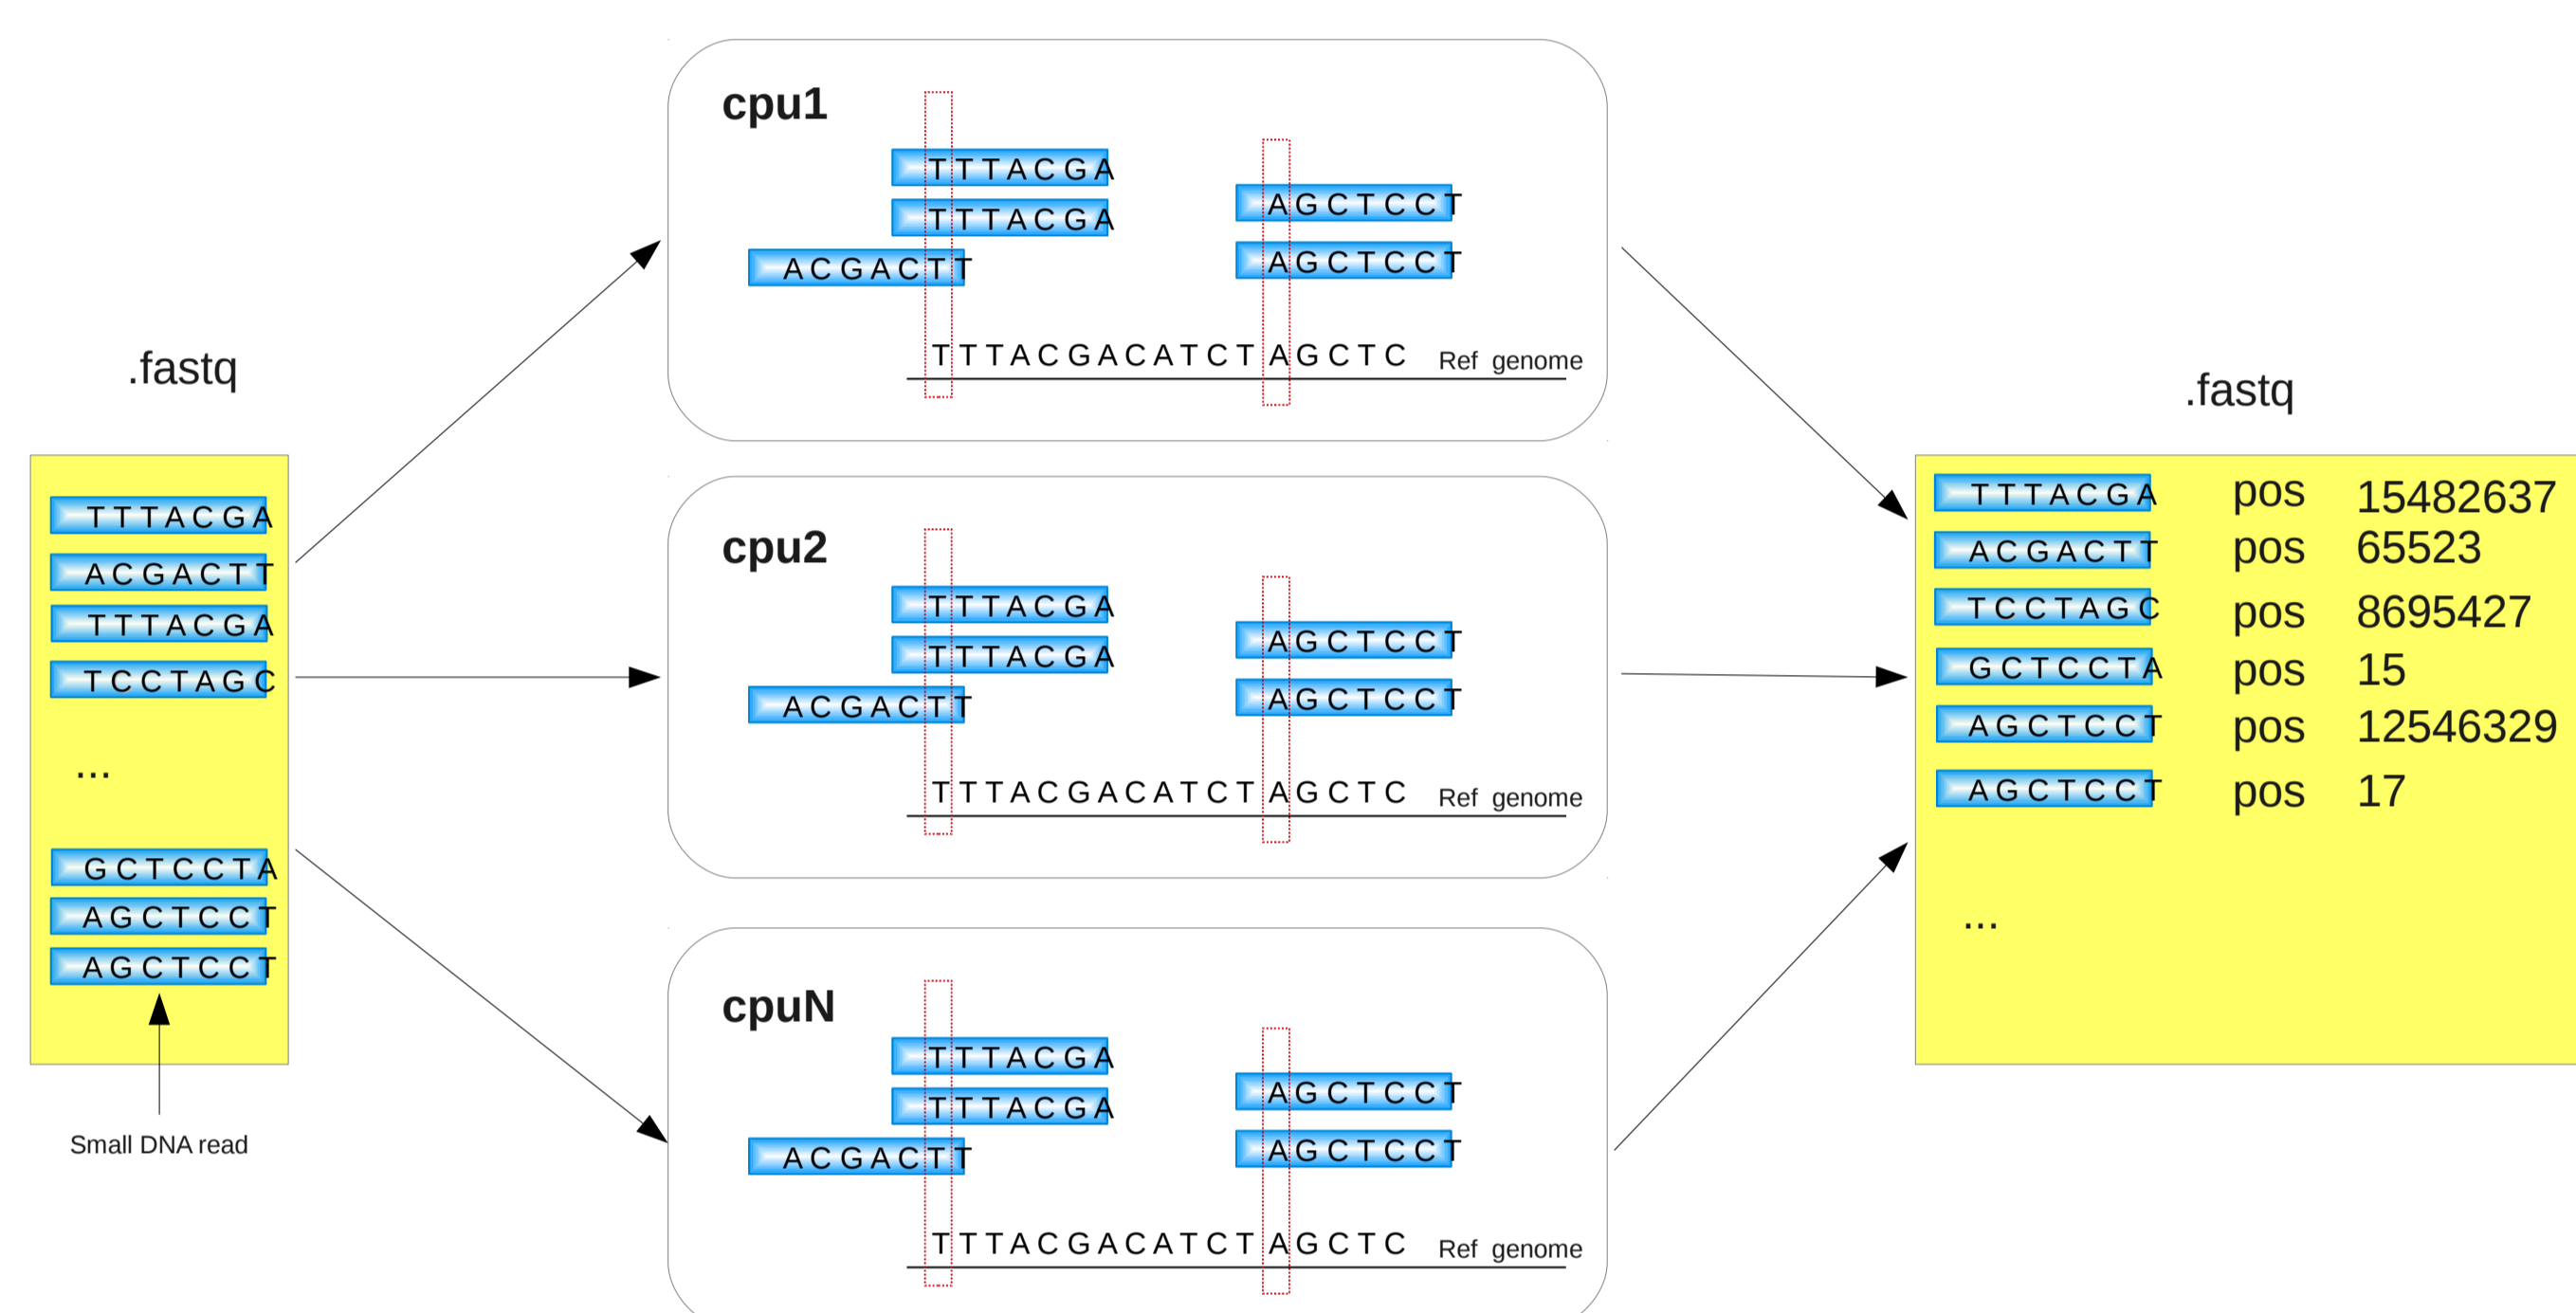 .fastq
TTTACGA
ACGACTT
TTTACGA
TCCTAGC
...
GCTCCTA
AGCTCCT
AGCTCCT
Small DNA read
cpu1
TTTACGA
TTTACGA
ACGACTT
AGCTCCT
AGCTCCT
TTTACGACATCTAGCTC Ref genome
cpu2
TTTACGA
TTTACGA
ACGACTT
AGCTCCT
AGCTCCT
TTTACGACATCTAGCTC Ref genome
cpuN
TTTACGA
TTTACGA
ACGACTT
AGCTCCT
AGCTCCT
TTTACGACATCTAGCTC Ref genome
.fastq
TTTACGA pos 15482637
ACGACTT pos 65523
TCCTAGC pos 8695427
GCTCCTA pos 15
AGCTCCT pos 12546329
AGCTCCT pos 17
...